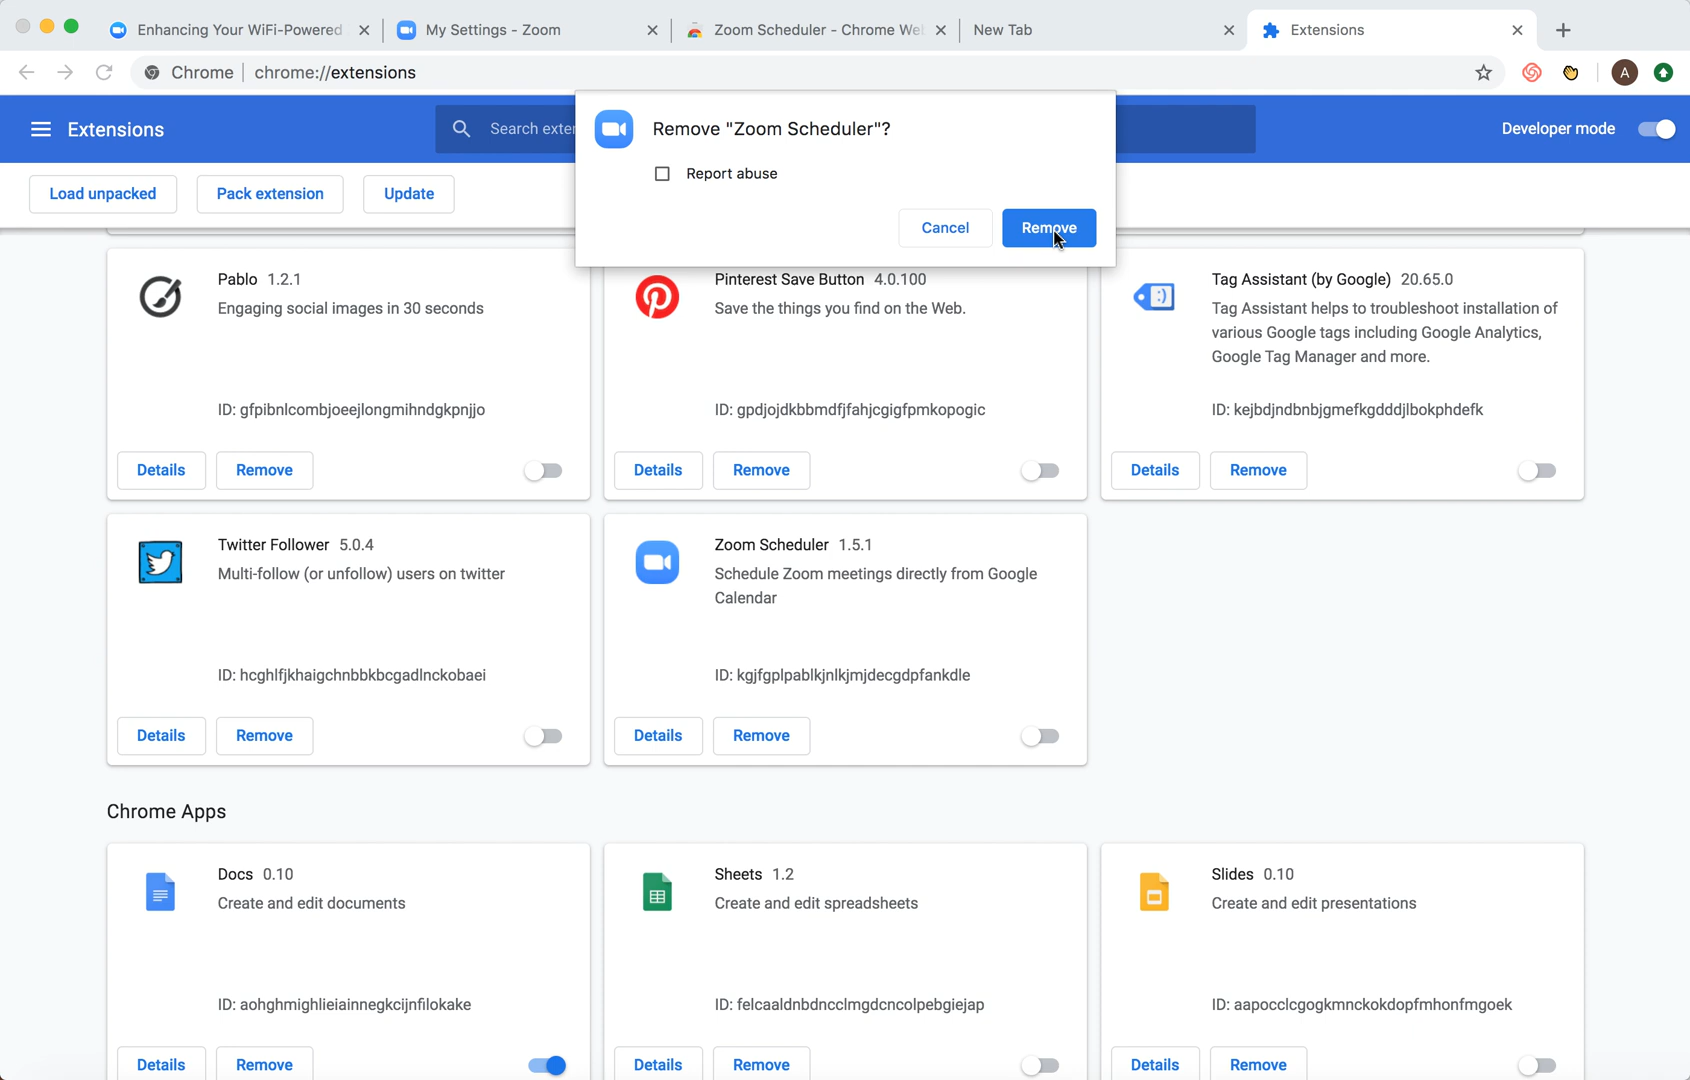 Enhancing Your WiFi-Powered
My Settings - Zoom
Zoom Scheduler - Chrome We
New Tab
Extensions
Chrome
chrome://extensions
A
Extensions
Search exte
Developer mode
Remove "Zoom Scheduler"?
Report abuse
Cancel
Remove
Load unpacked
Pack extension
Update
Pablo 1.2.1
Engaging social images in 30 seconds
ID: gfpibnlcombjoeejlongmihndgkpnjjo
Details
Remove
Pinterest Save Button 4.0.100
Save the things you find on the Web.
ID: gpdjojdkbbmdfjfahjcgigfpmkopogic
Details
Remove
Tag Assistant (by Google) 20.65.0
Tag Assistant helps to troubleshoot installation of
various Google tags including Google Analytics,
Google Tag Manager and more.
ID: kejbdjndbnbjgmefkgdddjlbokphdefk
Details
Remove
Twitter Follower 5.0.4
Multi-follow (or unfollow) users on twitter
ID: hcghlfjkhaigchnbbkbcgadlnckobaei
Details
Remove
Zoom Scheduler 1.5.1
Schedule Zoom meetings directly from Google
Calendar
ID: kgjfgplpablkjnlkjmjdecgdpfankdle
Details
Remove
Chrome Apps
Docs 0.10
Create and edit documents
ID: aohghmighlieiainnegkcijnfilokake
Details
Remove
Sheets 1.2
Create and edit spreadsheets
ID: felcaaldnbdncclmgdcncolpebgiejap
Details
Remove
Slides 0.10
Create and edit presentations
ID: aapocclcgogkmnckokdopfmhonfmgoek
Details
Remove